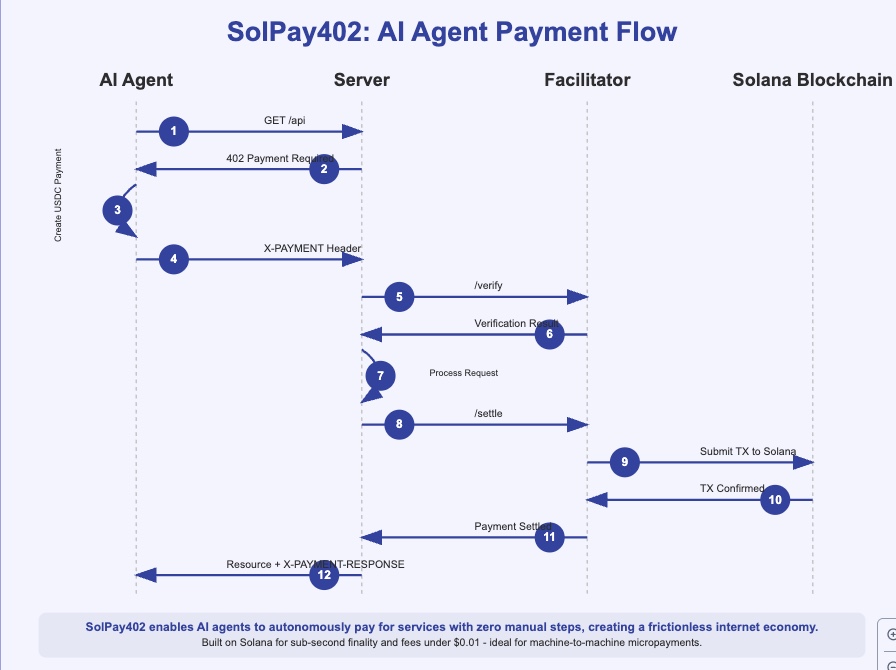 SolPay402: AI Agent Payment Flow
AI Agent
Server
Facilitator
Solana Blockchain
GET /api
1
402 Payment Required
2
Create USDC Payment
3
X-PAYMENT Header
4
/verify
5
Verification Result
6
7
Process Request
/settle
8
Submit TX to Solana
9
TX Confirmed
10
Payment Settled
11
Resource + X-PAYMENT-RESPONSE
12
SolPay402 enables AI agents to autonomously pay for services with zero manual steps, creating a frictionless internet economy.
Built on Solana for sub-second finality and fees under $0.01 - ideal for machine-to-machine micropayments.